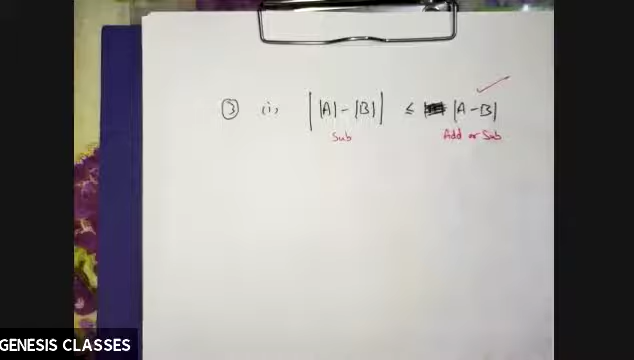 ③ (i) ||A| - |B|| ≤ |A - B|
Sub Add or Sub
GENESIS CLASSES